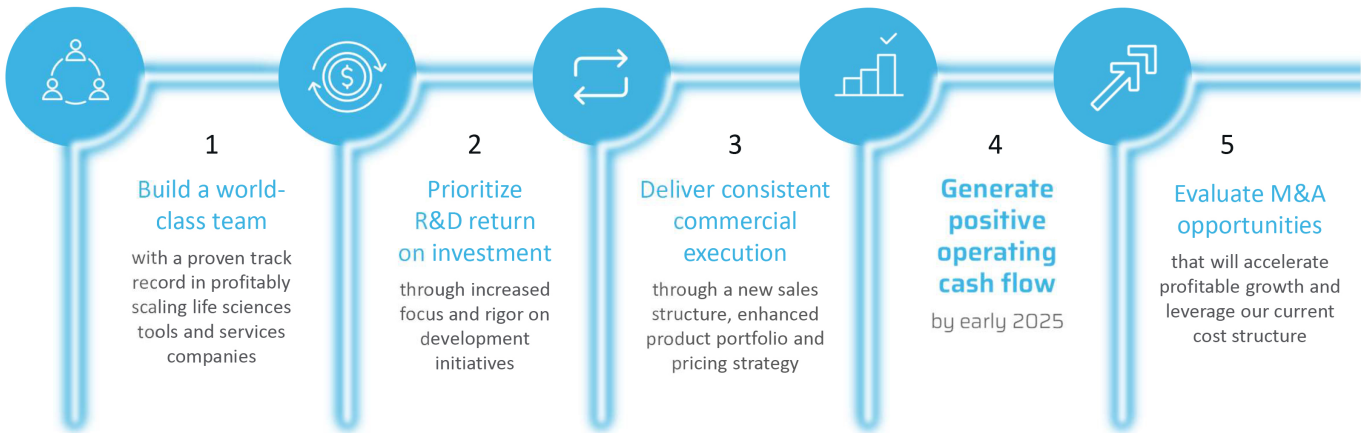 $
1
Build a world-
class team
with a proven track
record in profitably
scaling life sciences
tools and services
companies
2
Prioritize
R&D return
on investment
through increased
focus and rigor on
development
initiatives
3
Deliver consistent
commercial
execution
through a new sales
structure, enhanced
product portfolio and
pricing strategy
4
Generate
positive
operating
cash flow
by early 2025
5
Evaluate M&A
opportunities
that will accelerate
profitable growth and
leverage our current
cost structure